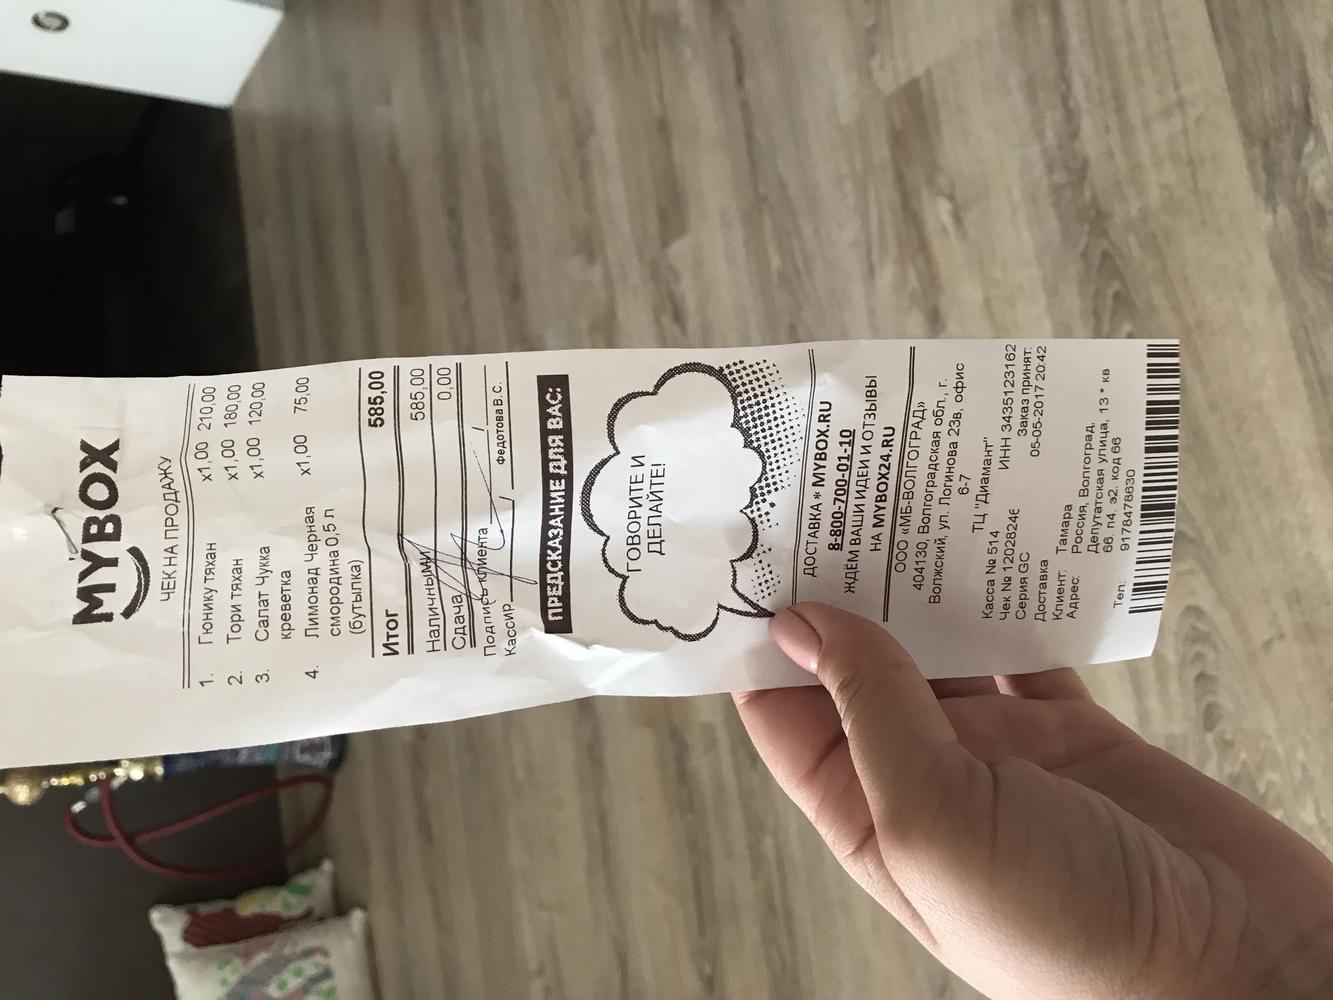 MYBOX
ЧЕК НА ПРОДАЖУ
1. Гюнику тяхан x1,00 210,00
2. Тори тяхан x1,00 180,00
3. Салат Чукка x1,00 120,00
креветка
4. Лимонад Черная x1,00 75,00
смородина 0,5 л
(бутылка)
Итог 585,00
Наличными 585,00
Сдача 0,00
Подпись клиента
Кассир Федотова В. С.
ПРЕДСКАЗАНИЕ ДЛЯ ВАС:
ГОВОРИТЕ И
ДЕЛАЙТЕ!
ДОСТАВКА * MYBOX.RU
8-800-700-01-10
ЖДЁМ ВАШИ ИДЕИ И ОТЗЫВЫ
НА MYBOX24.RU
ООО «МБ-ВОЛГОГРАД»
404130, Волгоградская обл., г.
Волжский, ул. Логинова 23в, офис
6-7
ТЦ "Диамант"
Касса № 514 ИНН 3435123162
Чек № 12028246 Заказ принят:
Серия GC 05-05-2017 20:42
Доставка
Клиент: Тамара
Адрес: Россия, Волгоград,
Депутатская улица, 13 * кв
66. п4. э2. код 66
Тел: 9178478630